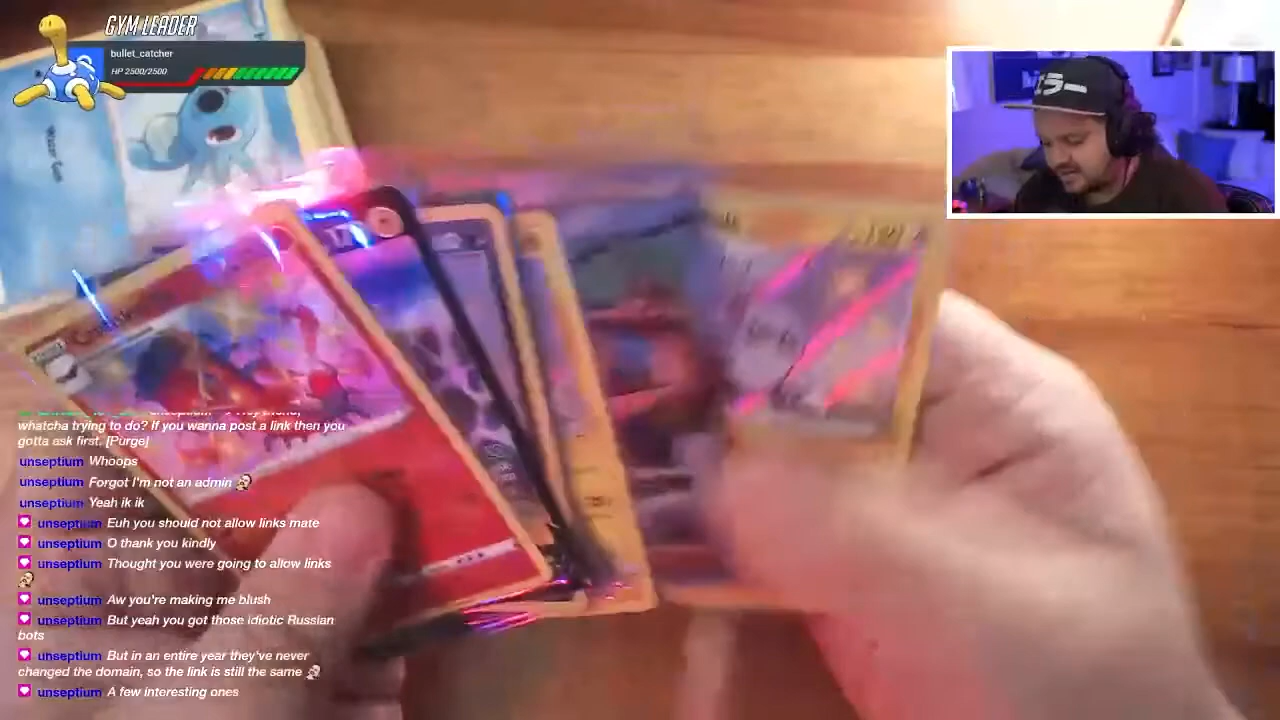 GYM LEADER
bullet_catcher
HP 2500/2500
ラー
whatcha trying to do? If you wanna post a link then you
gotta ask first. [Purge]
unseptium Whoops
unseptium Forgot I'm not an admin
unseptium Yeah ik ik
unseptium Euh you should not allow links mate
unseptium O thank you kindly
unseptium Thought you were going to allow links
unseptium Aw you're making me blush
unseptium But yeah you got those idiotic Russian
bots
unseptium But in an entire year they've never
changed the domain, so the link is still the same
unseptium A few interesting ones